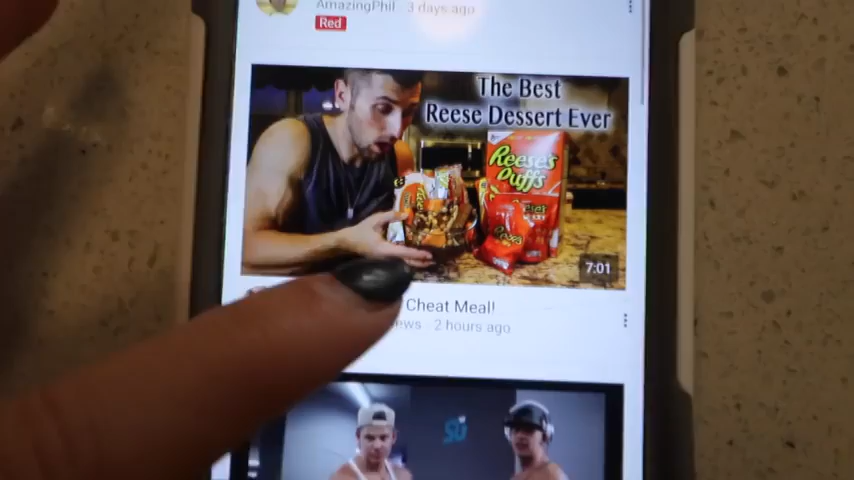 AmazingPhil · 3 days ago
Red
The Best
Reese Dessert Ever
Reese's
Puffs
7:01
Cheat Meal!
2 hours ago